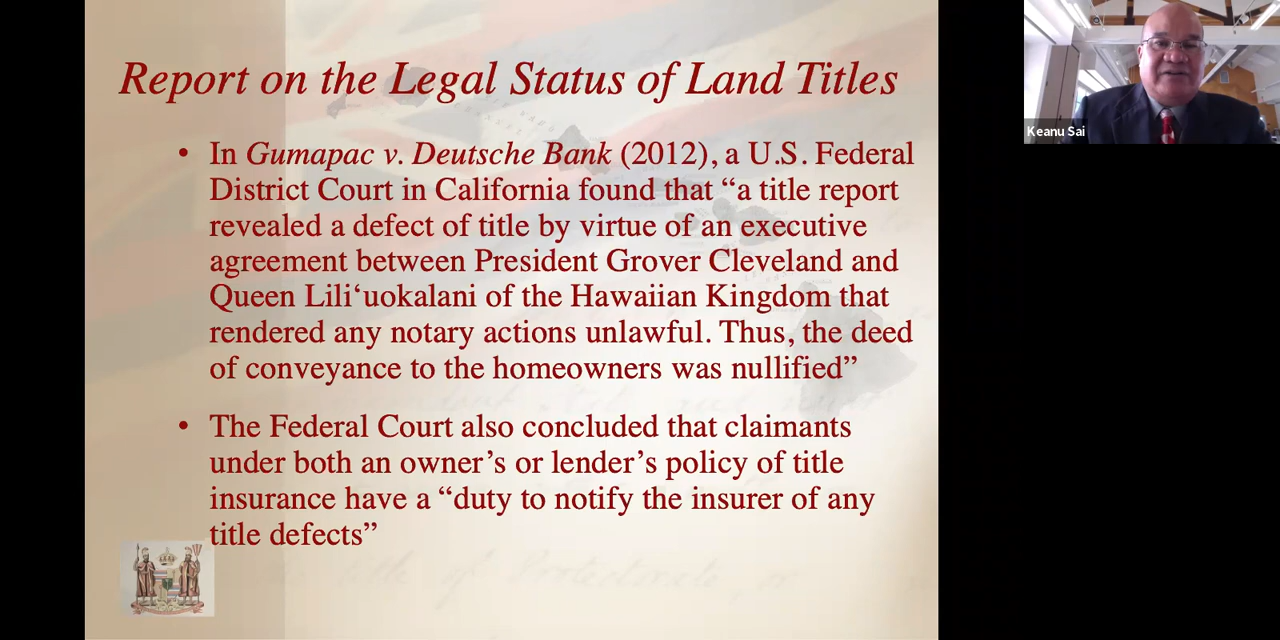 Report on the Legal Status of Land Titles
• In Gumapac v. Deutsche Bank (2012), a U.S. Federal
District Court in California found that “a title report
revealed a defect of title by virtue of an executive
agreement between President Grover Cleveland and
Queen Lili‘uokalani of the Hawaiian Kingdom that
rendered any notary actions unlawful. Thus, the deed
of conveyance to the homeowners was nullified”
• The Federal Court also concluded that claimants
under both an owner’s or lender’s policy of title
insurance have a “duty to notify the insurer of any
title defects”
Keanu Sai